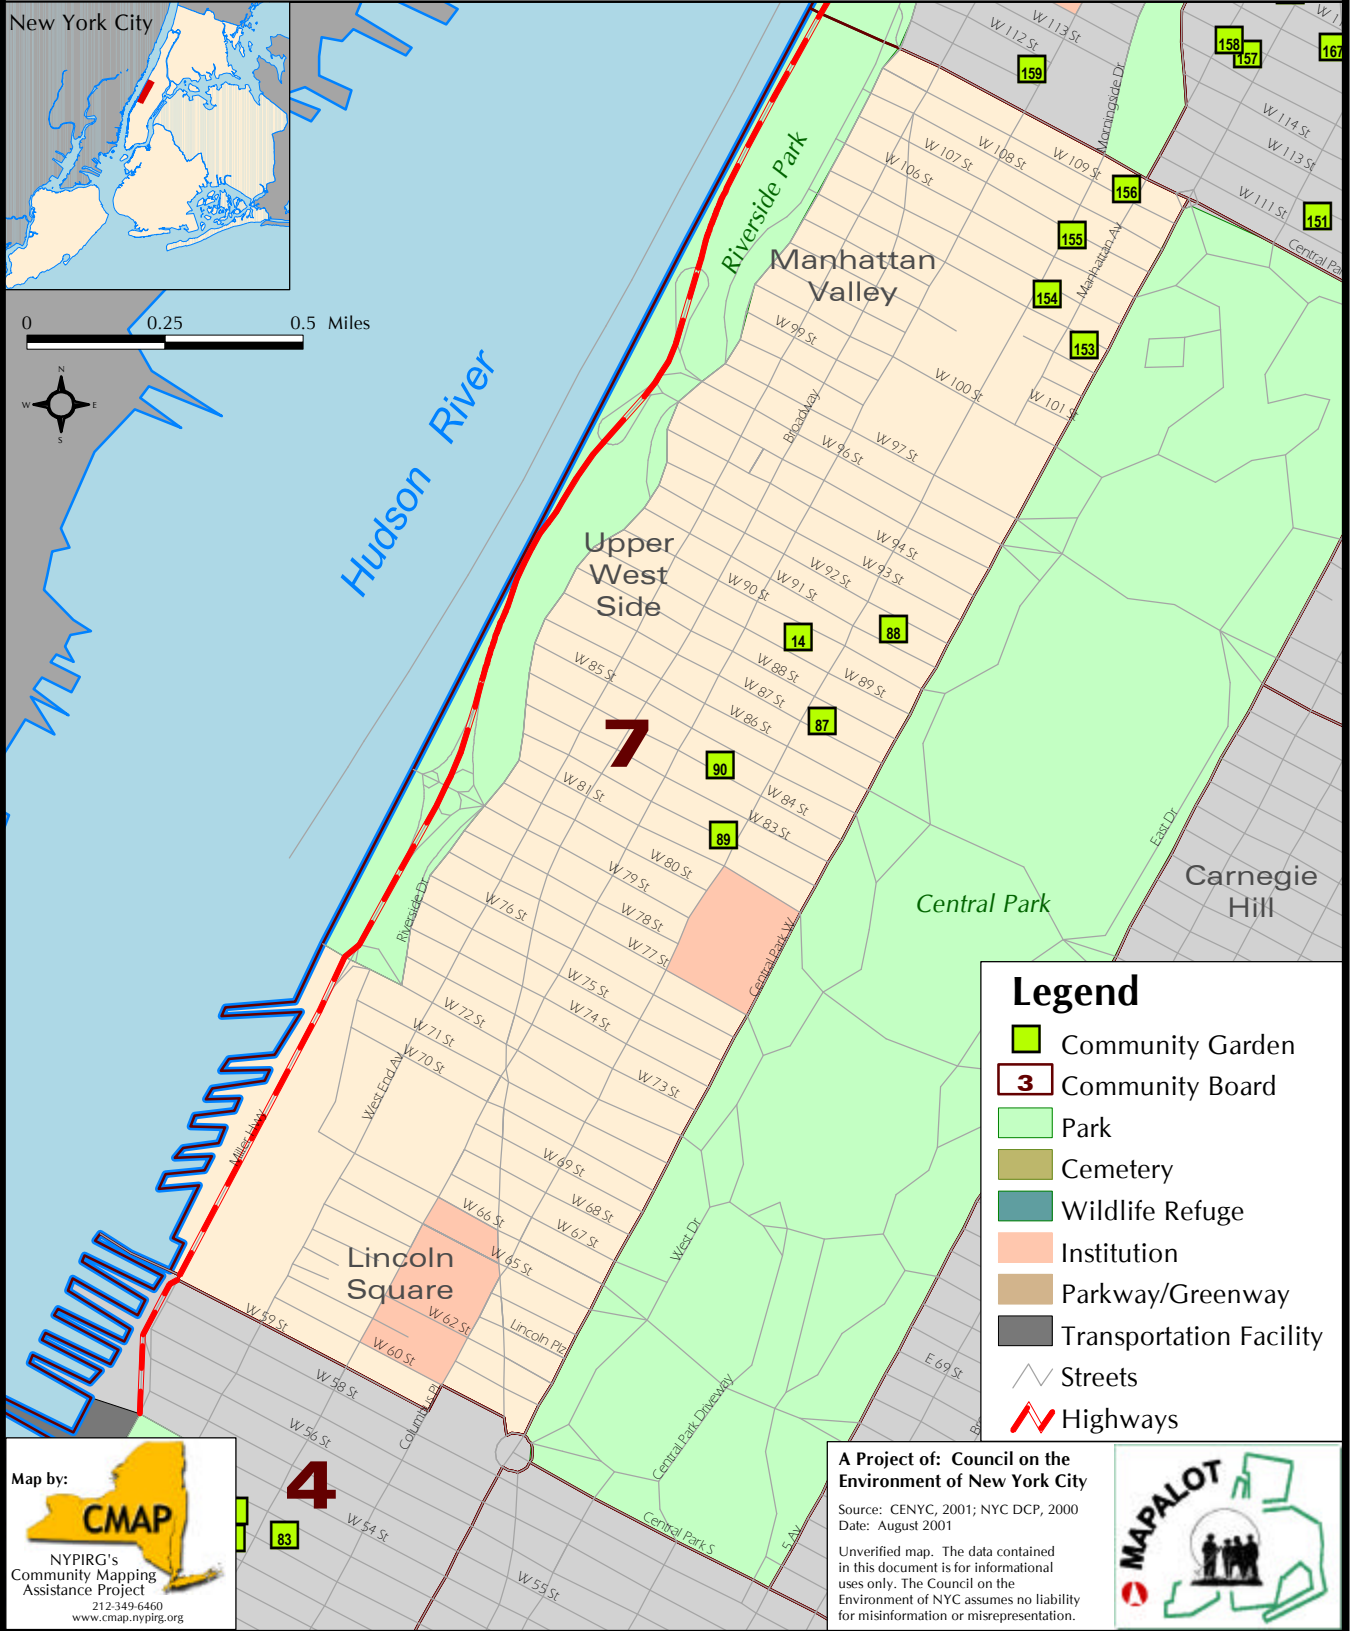 New York City
0 0.25 0.5 Miles
N
W E
S
Hudson River
Riverside Park
Manhattan
Valley
Upper
West
Side
7
Lincoln
Square
4
Central Park
Carnegie
Hill
W 113 St
W 112 St
159
158
157
167
Morningside Dr
W 114 St
W 113 St
W 111 St
151
W 109 St
W 108 St
W 107 St
W 106 St
156
155
Manhattan Av
154
153
W 99 St
W 100 St
W 101 St
Broadway
W 97 St
W 96 St
W 94 St
W 93 St
W 92 St
W 91 St
W 90 St
14
88
W 89 St
W 88 St
W 87 St
W 86 St
W 85 St
87
90
W 84 St
W 83 St
89
W 81 St
W 80 St
W 79 St
W 78 St
W 77 St
W 76 St
W 75 St
W 74 St
W 73 St
W 72 St
W 71 St
W 70 St
Riverside Dr
Central Park W
East Dr
West End Av
Miller HWY
W 69 St
W 68 St
W 67 St
W 66 St
W 65 St
W 62 St
W 60 St
W 59 St
Lincoln Plz
W 58 St
W 56 St
W 54 St
W 55 St
West Dr
Central Park Driveway
Central Park S
5 Av
E 69 St
83
Legend
Community Garden
3 Community Board
Park
Cemetery
Wildlife Refuge
Institution
Parkway/Greenway
Transportation Facility
Streets
Highways
Map by:
CMAP
NYPIRG's
Community Mapping
Assistance Project
212-349-6460
www.cmap.nypirg.org
A Project of: Council on the
Environment of New York City
Source: CENYC, 2001; NYC DCP, 2000
Date: August 2001
Unverified map. The data contained
in this document is for informational
uses only. The Council on the
Environment of NYC assumes no liability
for misinformation or misrepresentation.
MAPALOT